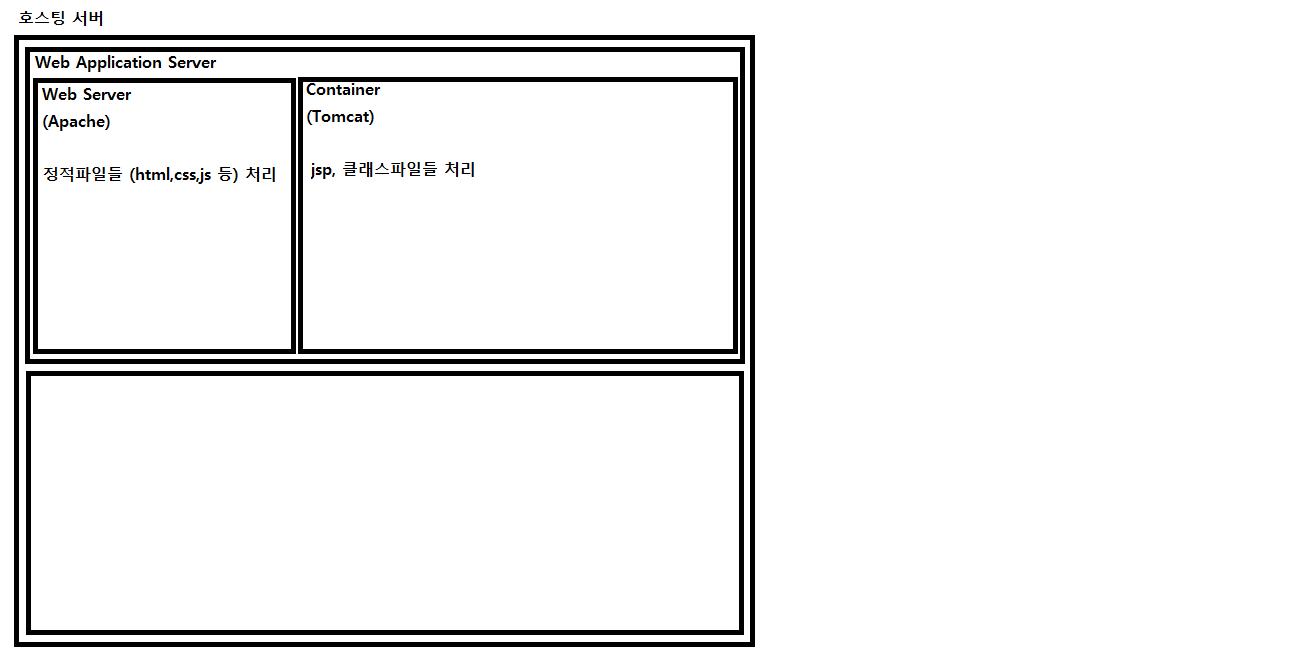 호스팅 서버
Web Application Server
Web Server
(Apache)
정적파일들 (html,css,js 등) 처리
Container
(Tomcat)
jsp, 클래스파일들 처리